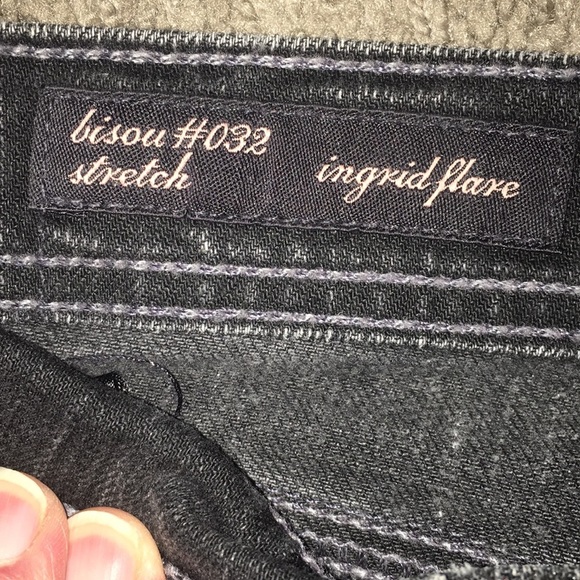 bisou #032
stretch
ingrid flare